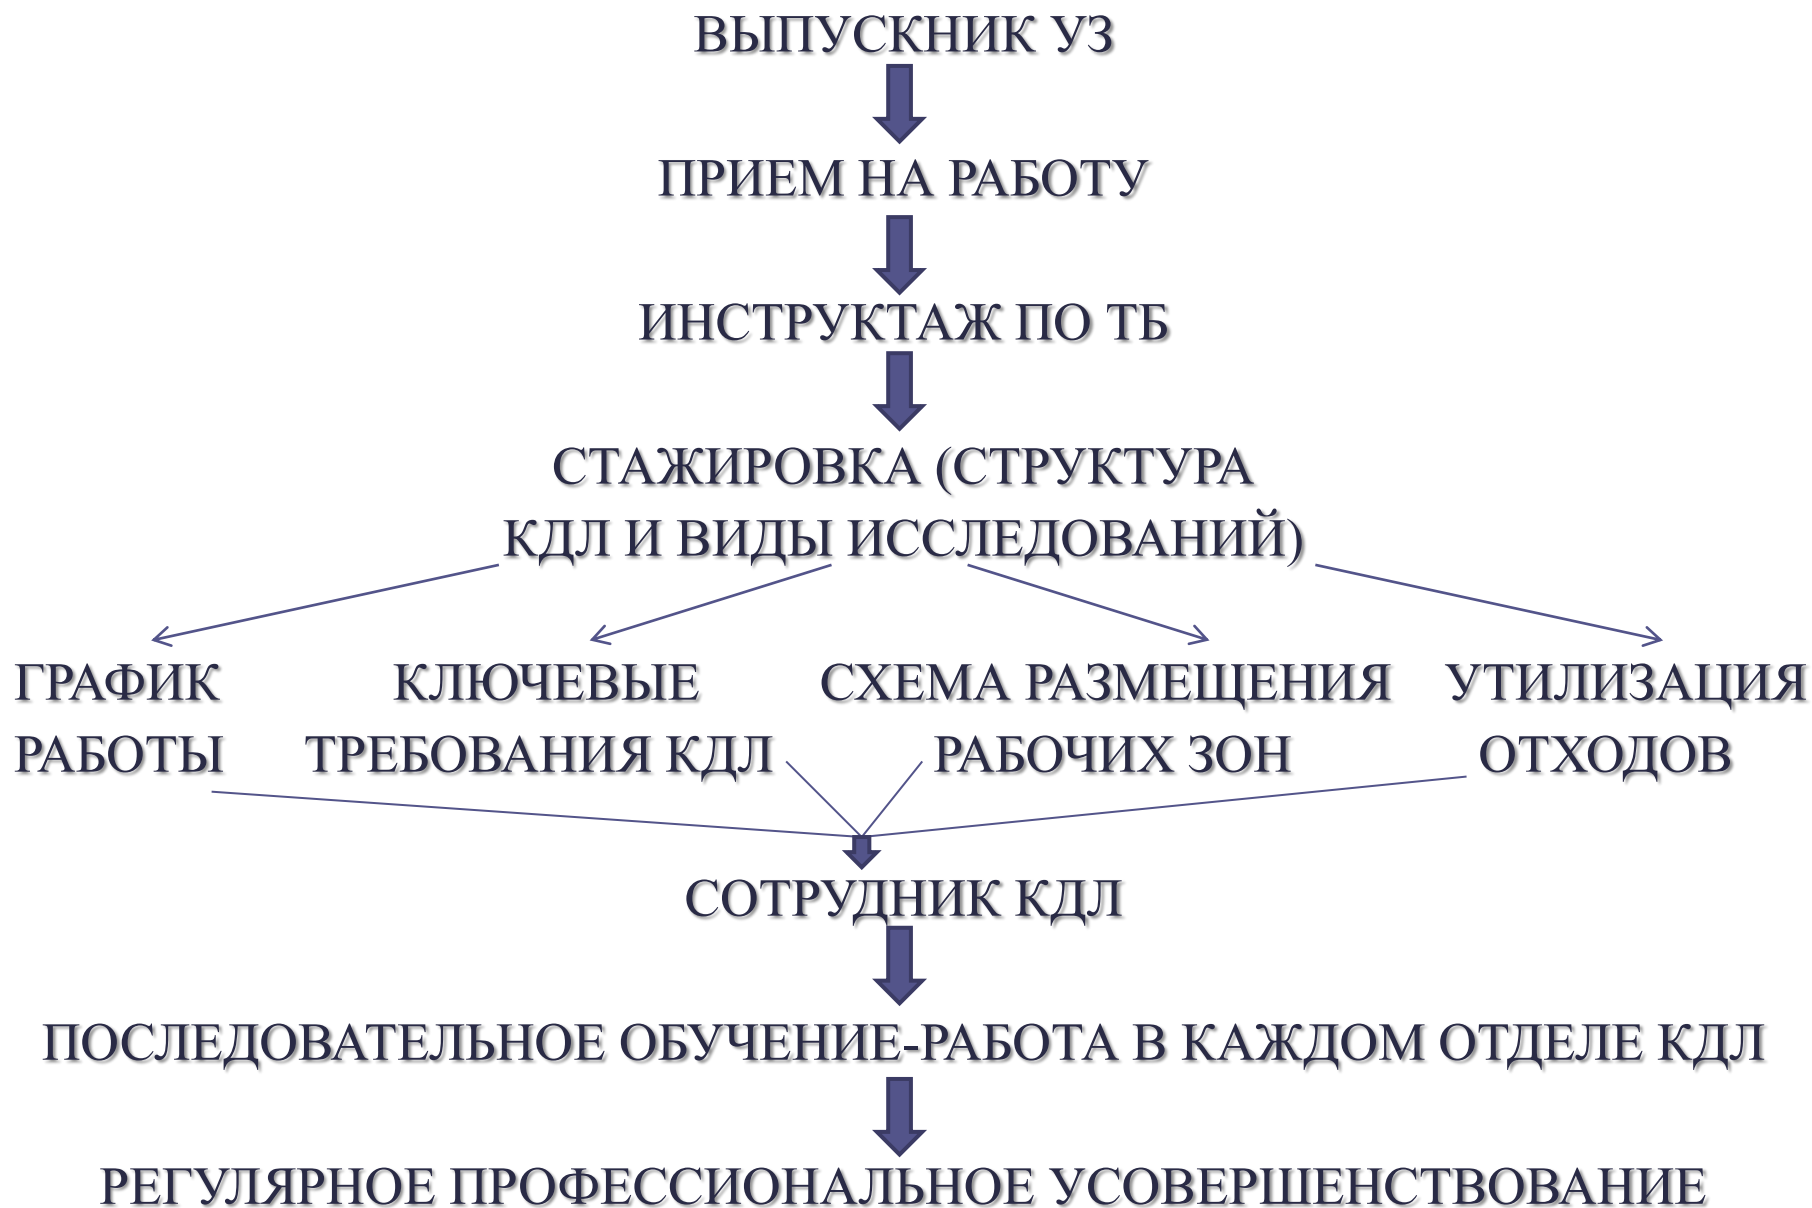 ВЫПУСКНИК УЗ
ПРИЕМ НА РАБОТУ
ИНСТРУКТАЖ ПО ТБ
СТАЖИРОВКА (СТРУКТУРА
КДЛ И ВИДЫ ИССЛЕДОВАНИЙ)
ГРАФИК
РАБОТЫ
КЛЮЧЕВЫЕ
ТРЕБОВАНИЯ КДЛ
СХЕМА РАЗМЕЩЕНИЯ
РАБОЧИХ ЗОН
УТИЛИЗАЦИЯ
ОТХОДОВ
СОТРУДНИК КДЛ
ПОСЛЕДОВАТЕЛЬНОЕ ОБУЧЕНИЕ-РАБОТА В КАЖДОМ ОТДЕЛЕ КДЛ
РЕГУЛЯРНОЕ ПРОФЕССИОНАЛЬНОЕ УСОВЕРШЕНСТВОВАНИЕ